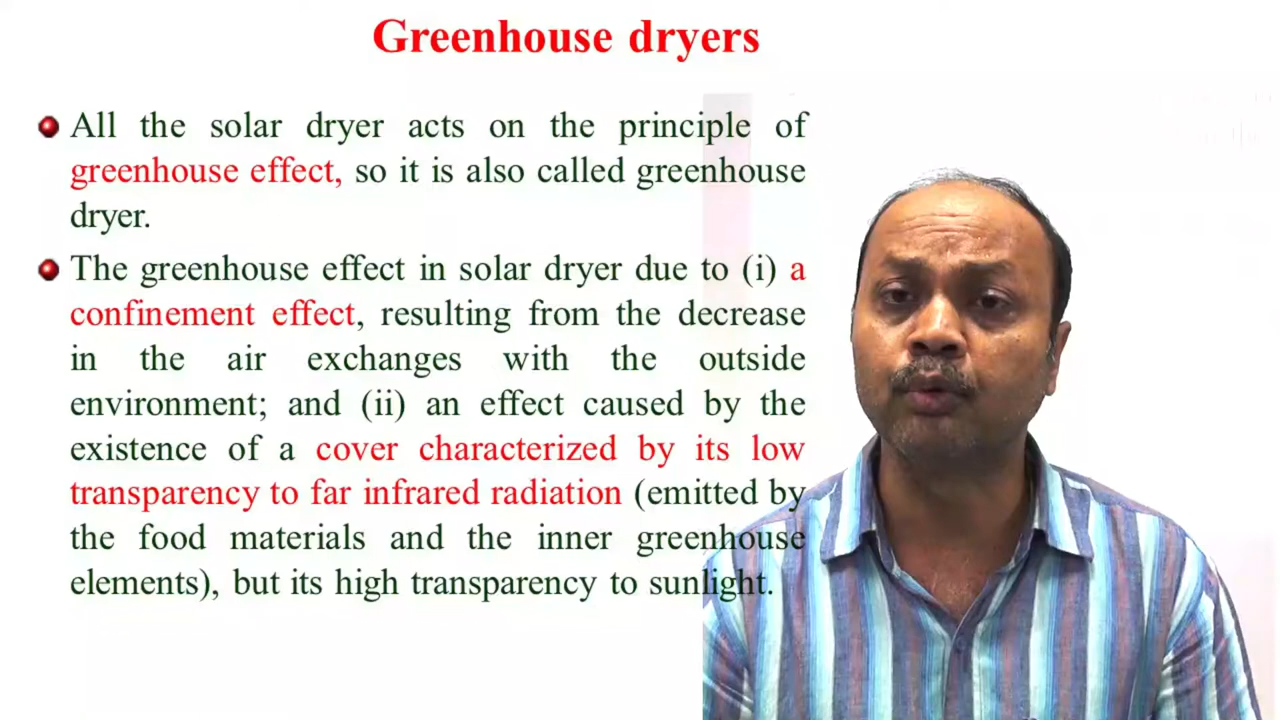 Greenhouse dryers
All the solar dryer acts on the principle of
greenhouse effect, so it is also called greenhouse
dryer.
The greenhouse effect in solar dryer due to (i) a
confinement effect, resulting from the decrease
in the air exchanges with the outside
environment; and (ii) an effect caused by the
existence of a cover characterized by its low
transparency to far infrared radiation (emitted by
the food materials and the inner greenhouse
elements), but its high transparency to sunlight.